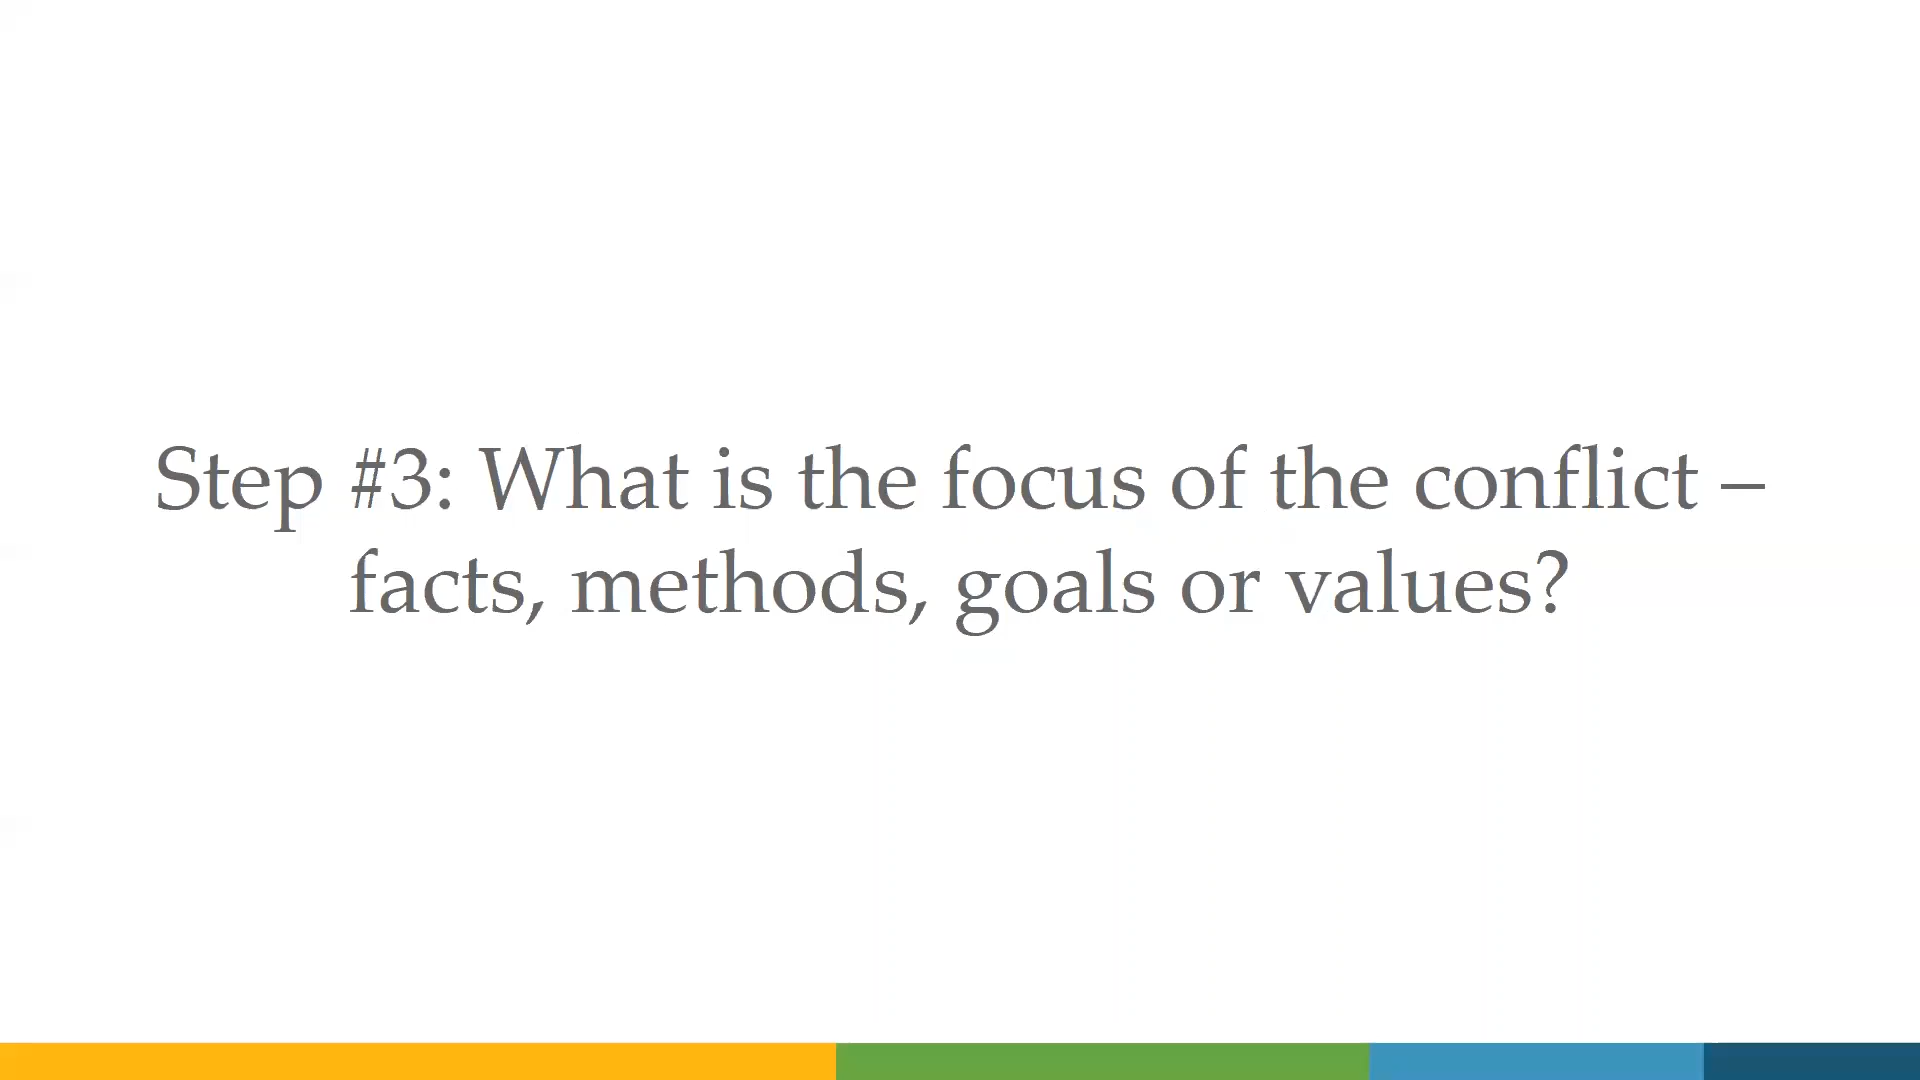 Step #3: What is the focus of the conflict –
facts, methods, goals or values?